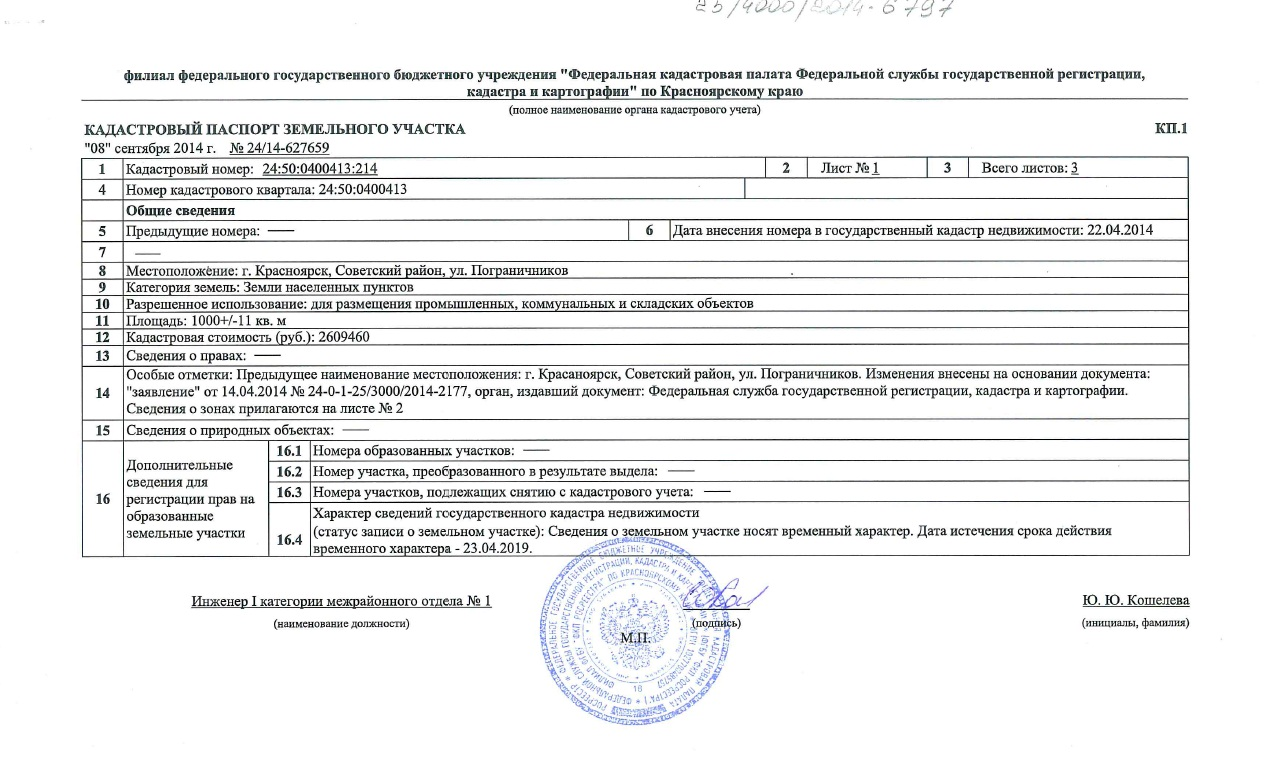 25/4000/2014-6797
филиал федерального государственного бюджетного учреждения "Федеральная кадастровая палата Федеральной службы государственной регистрации,
кадастра и картографии" по Красноярскому краю
(полное наименование органа кадастрового учета)
КАДАСТРОВЫЙ ПАСПОРТ ЗЕМЕЛЬНОГО УЧАСТКА КП.1
"08" сентября 2014 г. № 24/14-627659
1 Кадастровый номер: 24:50:0400413:214 2 Лист № 1 3 Всего листов: 3
4 Номер кадастрового квартала: 24:50:0400413
Общие сведения
5 Предыдущие номера: —— 6 Дата внесения номера в государственный кадастр недвижимости: 22.04.2014
7 ——
8 Местоположение: г. Красноярск, Советский район, ул. Пограничников
9 Категория земель: Земли населенных пунктов
10 Разрешенное использование: для размещения промышленных, коммунальных и складских объектов
11 Площадь: 1000+/-11 кв. м
12 Кадастровая стоимость (руб.): 2609460
13 Сведения о правах: ——
14 Особые отметки: Предыдущее наименование местоположения: г. Красаноярск, Советский район, ул. Пограничников. Изменения внесены на основании документа:
"заявление" от 14.04.2014 № 24-0-1-25/3000/2014-2177, орган, издавший документ: Федеральная служба государственной регистрации, кадастра и картографии.
Сведения о зонах прилагаются на листе № 2
15 Сведения о природных объектах: ——
16 Дополнительные
сведения для
регистрации прав на
образованные
земельные участки
16.1 Номера образованных участков: ——
16.2 Номер участка, преобразованного в результате выдела: ——
16.3 Номера участков, подлежащих снятию с кадастрового учета: ——
16.4 Характер сведений государственного кадастра недвижимости
(статус записи о земельном участке): Сведения о земельном участке носят временный характер. Дата истечения срока действия
временного характера - 23.04.2019.
Инженер I категории межрайонного отдела № 1 Ю. Ю. Кошелева
(наименование должности) (подпись) (инициалы, фамилия)
М.П.